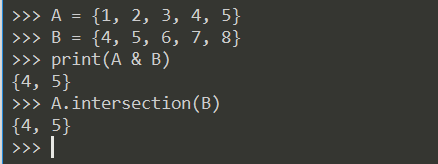 >>> A = {1, 2, 3, 4, 5}
>>> B = {4, 5, 6, 7, 8}
>>> print(A & B)
{4, 5}
>>> A.intersection(B)
{4, 5}
>>>